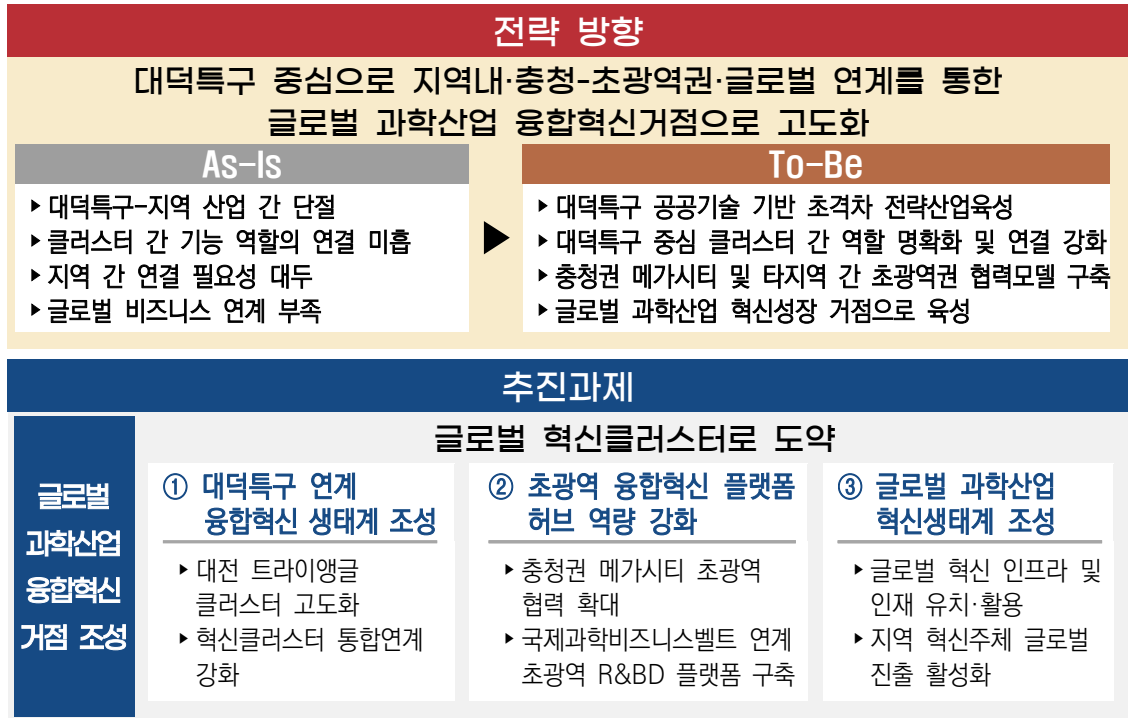 전략 방향
대덕특구 중심으로 지역내·충청-초광역권·글로벌 연계를 통한
글로벌 과학산업 융합혁신거점으로 고도화
As-Is
▸대덕특구-지역 산업 간 단절
▸클러스터 간 기능 역할의 연결 미흡
▸지역 간 연결 필요성 대두
▸글로벌 비즈니스 연계 부족
▶
To-Be
▸대덕특구 공공기술 기반 초격차 전략산업육성
▸대덕특구 중심 클러스터 간 역할 명확화 및 연결 강화
▸충청권 메가시티 및 타지역 간 초광역권 협력모델 구축
▸글로벌 과학산업 혁신성장 거점으로 육성
추진과제
글로벌
과학산업
융합혁신
거점 조성
글로벌 혁신클러스터로 도약
① 대덕특구 연계
융합혁신 생태계 조성
▸대전 트라이앵글
클러스터 고도화
▸혁신클러스터 통합연계
강화
② 초광역 융합혁신 플랫폼
허브 역량 강화
▸충청권 메가시티 초광역
협력 확대
▸국제과학비즈니스벨트 연계
초광역 R&BD 플랫폼 구축
③ 글로벌 과학산업
혁신생태계 조성
▸글로벌 혁신 인프라 및
인재 유치·활용
▸지역 혁신주체 글로벌
진출 활성화